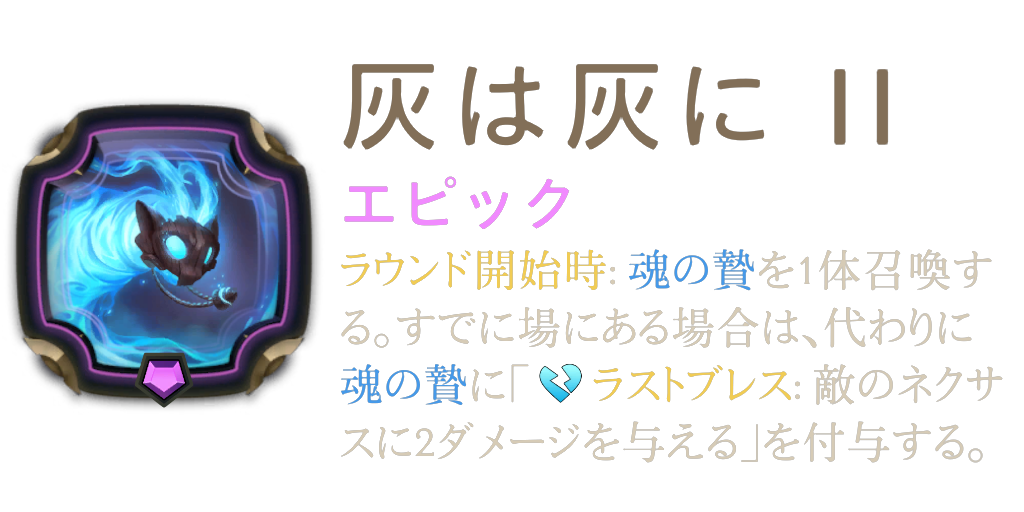 灰は灰に II
エピック
ラウンド開始時: 魂の贄を1体召喚す
る。すでに場にある場合は、代わりに
魂の贄に「ラストブレス: 敵のネクサ
スに2ダメージを与える」を付与する。